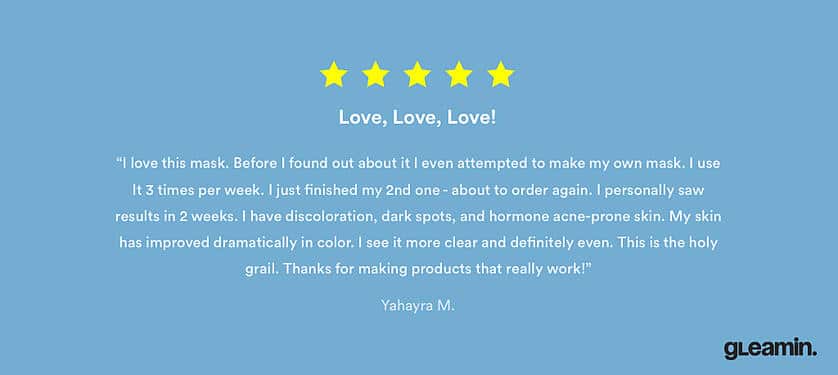 Love, Love, Love!
“I love this mask. Before I found out about it I even attempted to make my own mask. I use
It 3 times per week. I just finished my 2nd one - about to order again. I personally saw
results in 2 weeks. I have discoloration, dark spots, and hormone acne-prone skin. My skin
has improved dramatically in color. I see it more clear and definitely even. This is the holy
grail. Thanks for making products that really work!”
Yahayra M.
gLeamin.